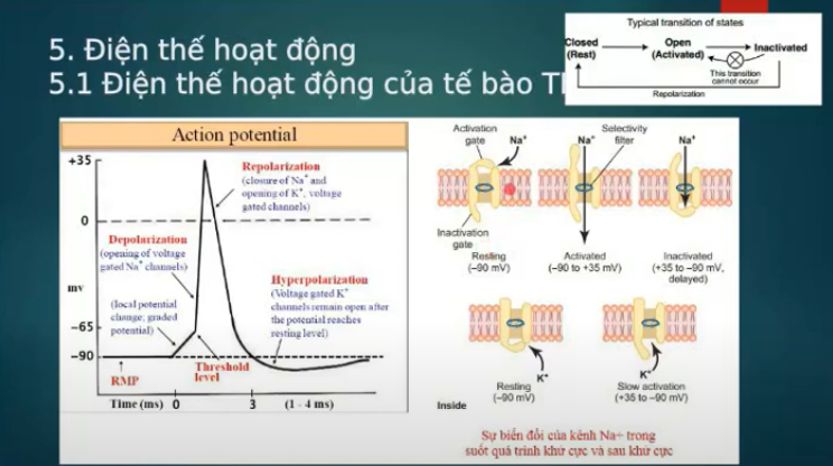 5. Điện thế hoạt động
5.1 Điện thế hoạt động của tế bào
Typical transition of states
Closed
(Rest)
Open
(Activated)
Inactivated
This transition
cannot occur
Repolarization
Action potential
+35
0
mv
-65
-90
Repolarization
(closure of Na⁺ and
opening of K⁺, voltage
gated channels)
Depolarization
(opening of voltage
gated Na⁺ channels)
(local potential
change; graded
potential)
Hyperpolarization
(Voltage gated K⁺
channels remain open after
the potential reaches
resting level)
Threshold
level
RMP
Time (ms) 0 3 (1 - 4 ms)
Activation
gate
Na⁺
Na⁺
Selectivity
filter
Na⁺
Inactivation
gate
Resting
(-90 mV)
Activated
(-90 to +35 mV)
Inactivated
(+35 to -90 mV,
delayed)
K⁺
Resting
(-90 mV)
K⁺
Slow activation
(+35 to -90 mV)
Inside
Sự biến đổi của kênh Na+ trong
suốt quá trình khử cực và sau khử cực